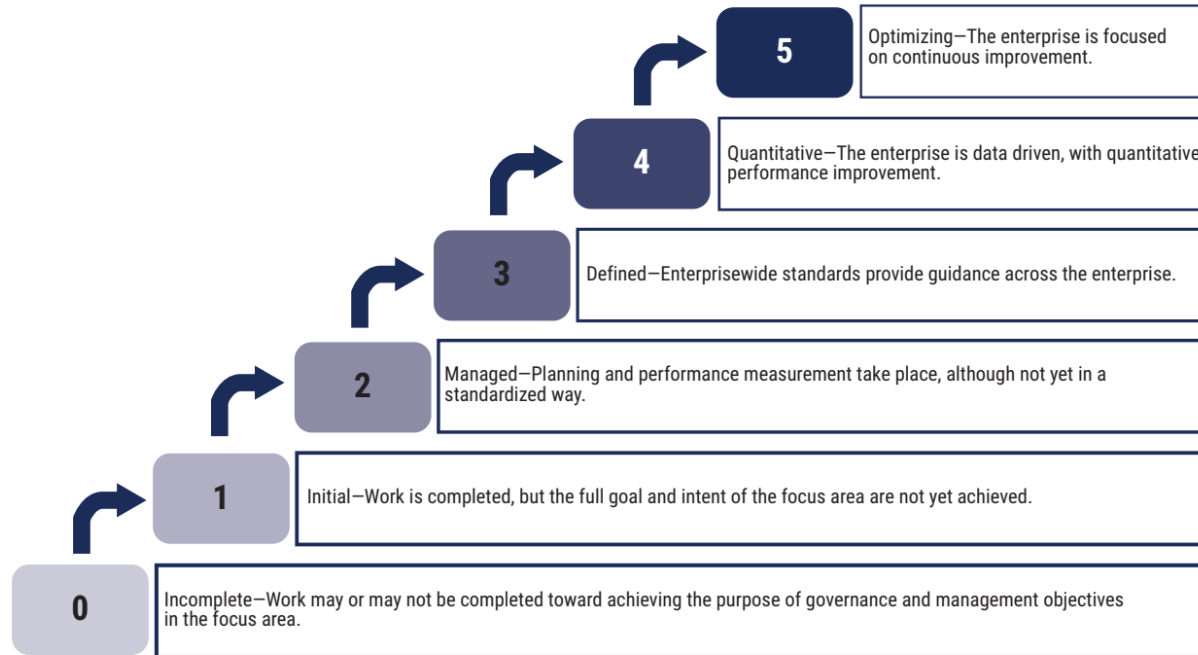 5
Optimizing—The enterprise is focused
on continuous improvement.
4
Quantitative—The enterprise is data driven, with quantitative
performance improvement.
3
Defined—Enterprisewide standards provide guidance across the enterprise.
2
Managed—Planning and performance measurement take place, although not yet in a
standardized way.
1
Initial—Work is completed, but the full goal and intent of the focus area are not yet achieved.
0
Incomplete—Work may or may not be completed toward achieving the purpose of governance and management objectives
in the focus area.